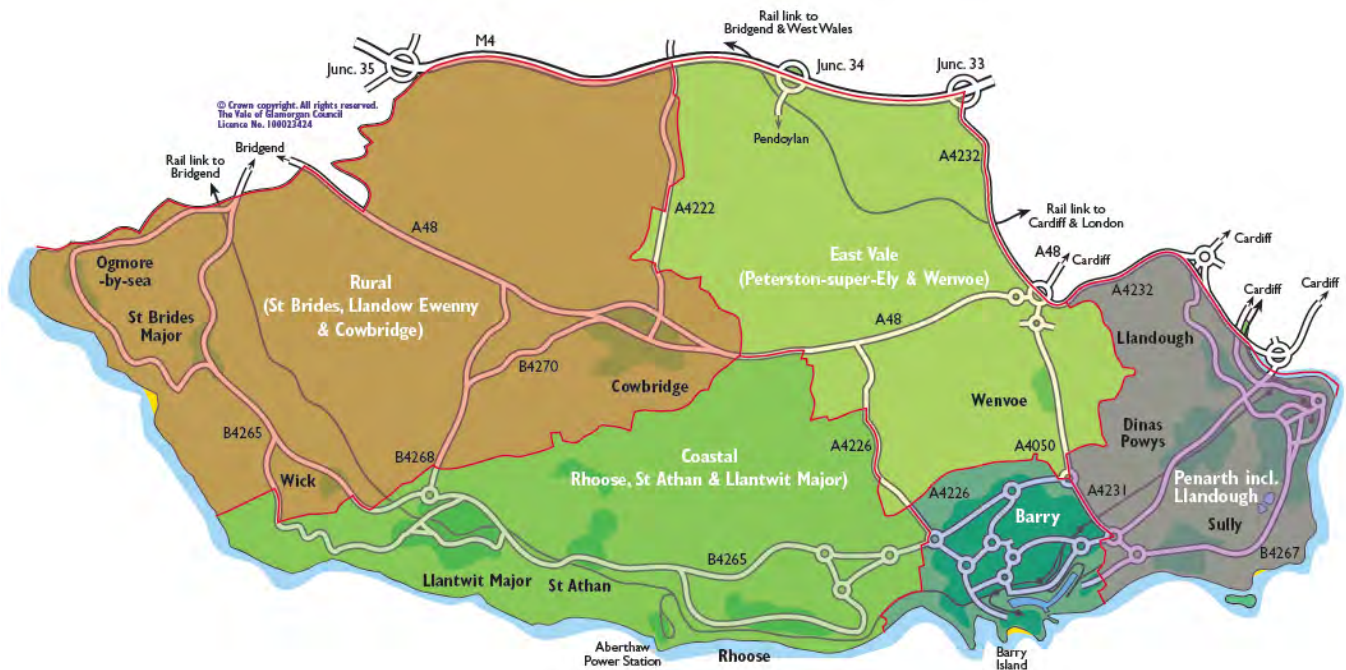 Rail link to
Bridgend & West Wales
M4
Junc. 35
Junc. 34
Junc. 33
© Crown copyright. All rights reserved.
The Vale of Glamorgan Council
Licence No. 100023424
Bridgend
Rail link to
Bridgend
Pendoylan
A4232
A4222
Rail link to
Cardiff & London
A48
A48
Cardiff
Cardiff
Cardiff
Cardiff
Ogmore
-by-sea
Rural
(St Brides, Llandow Ewenny
& Cowbridge)
East Vale
(Peterston-super-Ely & Wenvoe)
A4232
St Brides
Major
A48
Llandough
B4270
Cowbridge
Wenvoe
Dinas
Powys
B4265
B4268
Coastal
Rhoose, St Athan & Llantwit Major)
A4226
A4050
Wick
A4226
A4231
Penarth incl.
Llandough
Barry
Sully
B4265
B4267
Llantwit Major
St Athan
Aberthaw
Power Station
Rhoose
Barry
Island